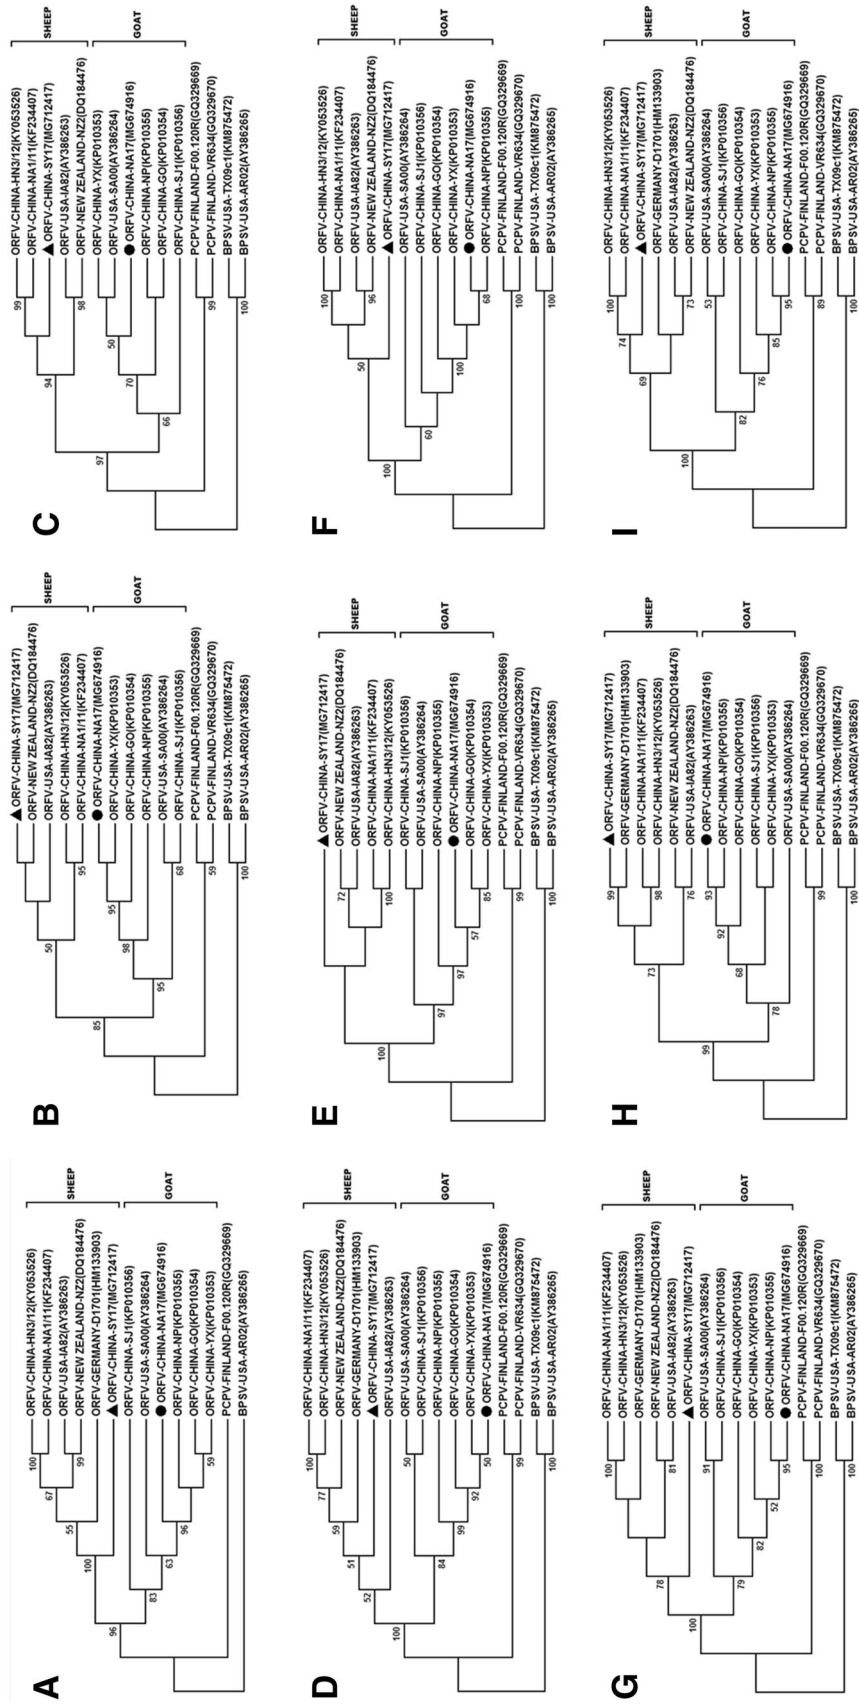 A
ORFV-CHINA-HN3/12(KY053526)
ORFV-CHINA-NA1/11(KF234407)
ORFV-USA-IA82(AY386263)
ORFV-NEW ZEALAND-NZ2(DQ184476)
ORFV-GERMANY-D1701(HM133903)
ORFV-CHINA-SY17(MG712417)
ORFV-CHINA-SJ1(KP010356)
ORFV-USA-SA00(AY386264)
ORFV-CHINA-NA17(MG674916)
ORFV-CHINA-NP(KP010355)
ORFV-CHINA-GO(KP010354)
ORFV-CHINA-YX(KP010353)
PCPV-FINLAND-F00.120R(GQ329669)
BPSV-USA-AR02(AY386265)
SHEEP
GOAT
100
67
99
55
100
96
83
63
96
59
B
ORFV-CHINA-SY17(MG712417)
ORFV-NEW ZEALAND-NZ2(DQ184476)
ORFV-USA-IA82(AY386263)
ORFV-CHINA-HN3/12(KY053526)
ORFV-CHINA-NA1/11(KF234407)
ORFV-CHINA-NA17(MG674916)
ORFV-CHINA-YX(KP010353)
ORFV-CHINA-GO(KP010354)
ORFV-CHINA-NP(KP010355)
ORFV-USA-SA00(AY386264)
ORFV-CHINA-SJ1(KP010356)
PCPV-FINLAND-F00.120R(GQ329669)
PCPV-FINLAND-VR634(GQ329670)
BPSV-USA-TX09c1(KM875472)
BPSV-USA-AR02(AY386265)
SHEEP
GOAT
50
95
85
95
98
95
68
59
100
C
ORFV-CHINA-HN3/12(KY053526)
ORFV-CHINA-NA1/11(KF234407)
ORFV-CHINA-SY17(MG712417)
ORFV-USA-IA82(AY386263)
ORFV-NEW ZEALAND-NZ2(DQ184476)
ORFV-CHINA-YX(KP010353)
ORFV-USA-SA00(AY386264)
ORFV-CHINA-NA17(MG674916)
ORFV-CHINA-NP(KP010355)
ORFV-CHINA-GO(KP010354)
ORFV-CHINA-SJ1(KP010356)
PCPV-FINLAND-F00.120R(GQ329669)
PCPV-FINLAND-VR634(GQ329670)
BPSV-USA-TX09c1(KM875472)
BPSV-USA-AR02(AY386265)
SHEEP
GOAT
99
94
98
97
50
70
66
99
100
D
ORFV-CHINA-NA1/11(KF234407)
ORFV-CHINA-HN3/12(KY053526)
ORFV-NEW ZEALAND-NZ2(DQ184476)
ORFV-GERMANY-D1701(HM133903)
ORFV-CHINA-SY17(MG712417)
ORFV-USA-IA82(AY386263)
ORFV-USA-SA00(AY386264)
ORFV-CHINA-SJ1(KP010356)
ORFV-CHINA-NP(KP010355)
ORFV-CHINA-GO(KP010354)
ORFV-CHINA-YX(KP010353)
ORFV-CHINA-NA17(MG674916)
PCPV-FINLAND-F00.120R(GQ329669)
PCPV-FINLAND-VR634(GQ329670)
BPSV-USA-TX09c1(KM875472)
BPSV-USA-AR02(AY386265)
SHEEP
GOAT
100
77
59
51
52
100
50
84
99
92
50
99
100
E
ORFV-CHINA-SY17(MG712417)
ORFV-NEW ZEALAND-NZ2(DQ184476)
ORFV-USA-IA82(AY386263)
ORFV-CHINA-NA1/11(KF234407)
ORFV-CHINA-HN3/12(KY053526)
ORFV-CHINA-SJ1(KP010356)
ORFV-USA-SA00(AY386264)
ORFV-CHINA-NP(KP010355)
ORFV-CHINA-NA17(MG674916)
ORFV-CHINA-GO(KP010354)
ORFV-CHINA-YX(KP010353)
PCPV-FINLAND-F00.120R(GQ329669)
PCPV-FINLAND-VR634(GQ329670)
BPSV-USA-TX09c1(KM875472)
BPSV-USA-AR02(AY386265)
SHEEP
GOAT
72
100
100
97
97
57
85
99
100
F
ORFV-CHINA-HN3/12(KY053526)
ORFV-CHINA-NA1/11(KF234407)
ORFV-USA-IA82(AY386263)
ORFV-NEW ZEALAND-NZ2(DQ184476)
ORFV-CHINA-SY17(MG712417)
ORFV-USA-SA00(AY386264)
ORFV-CHINA-SJ1(KP010356)
ORFV-CHINA-GO(KP010354)
ORFV-CHINA-YX(KP010353)
ORFV-CHINA-NA17(MG674916)
ORFV-CHINA-NP(KP010355)
PCPV-FINLAND-F00.120R(GQ329669)
PCPV-FINLAND-VR634(GQ329670)
BPSV-USA-TX09c1(KM875472)
BPSV-USA-AR02(AY386265)
SHEEP
GOAT
100
96
50
100
60
100
68
100
100
G
ORFV-CHINA-NA1/11(KF234407)
ORFV-CHINA-HN3/12(KY053526)
ORFV-GERMANY-D1701(HM133903)
ORFV-NEW ZEALAND-NZ2(DQ184476)
ORFV-USA-IA82(AY386263)
ORFV-CHINA-SY17(MG712417)
ORFV-USA-SA00(AY386264)
ORFV-CHINA-SJ1(KP010356)
ORFV-CHINA-GO(KP010354)
ORFV-CHINA-YX(KP010353)
ORFV-CHINA-NP(KP010355)
ORFV-CHINA-NA17(MG674916)
PCPV-FINLAND-F00.120R(GQ329669)
PCPV-FINLAND-VR634(GQ329670)
BPSV-USA-TX09c1(KM875472)
BPSV-USA-AR02(AY386265)
SHEEP
GOAT
100
81
78
100
91
79
82
52
95
100
100
H
ORFV-CHINA-SY17(MG712417)
ORFV-GERMANY-D1701(HM133903)
ORFV-CHINA-NA1/11(KF234407)
ORFV-CHINA-HN3/12(KY053526)
ORFV-NEW ZEALAND-NZ2(DQ184476)
ORFV-USA-IA82(AY386263)
ORFV-CHINA-NA17(MG674916)
ORFV-CHINA-NP(KP010355)
ORFV-CHINA-GO(KP010354)
ORFV-CHINA-SJ1(KP010356)
ORFV-CHINA-YX(KP010353)
ORFV-USA-SA00(AY386264)
PCPV-FINLAND-F00.120R(GQ329669)
PCPV-FINLAND-VR634(GQ329670)
BPSV-USA-TX09c1(KM875472)
BPSV-USA-AR02(AY386265)
SHEEP
GOAT
99
98
73
76
99
93
92
68
78
99
100
I
ORFV-CHINA-HN3/12(KY053526)
ORFV-CHINA-NA1/11(KF234407)
ORFV-CHINA-SY17(MG712417)
ORFV-GERMANY-D1701(HM133903)
ORFV-USA-IA82(AY386263)
ORFV-NEW ZEALAND-NZ2(DQ184476)
ORFV-USA-SA00(AY386264)
ORFV-CHINA-SJ1(KP010356)
ORFV-CHINA-GO(KP010354)
ORFV-CHINA-YX(KP010353)
ORFV-CHINA-NP(KP010355)
ORFV-CHINA-NA17(MG674916)
PCPV-FINLAND-F00.120R(GQ329669)
PCPV-FINLAND-VR634(GQ329670)
BPSV-USA-TX09c1(KM875472)
BPSV-USA-AR02(AY386265)
SHEEP
GOAT
100
74
69
73
100
53
82
76
85
95
89
100